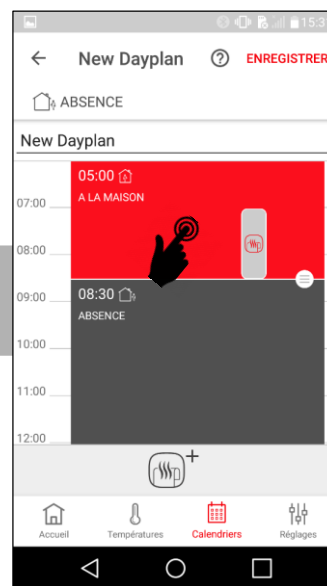 15:3
New Dayplan
ENREGISTRER
ABSENCE
New Dayplan
05:00
A LA MAISON
07:00
08:00
08:30
ABSENCE
09:00
10:00
11:00
12:00
+
Accueil
Températures
Calendriers
Réglages